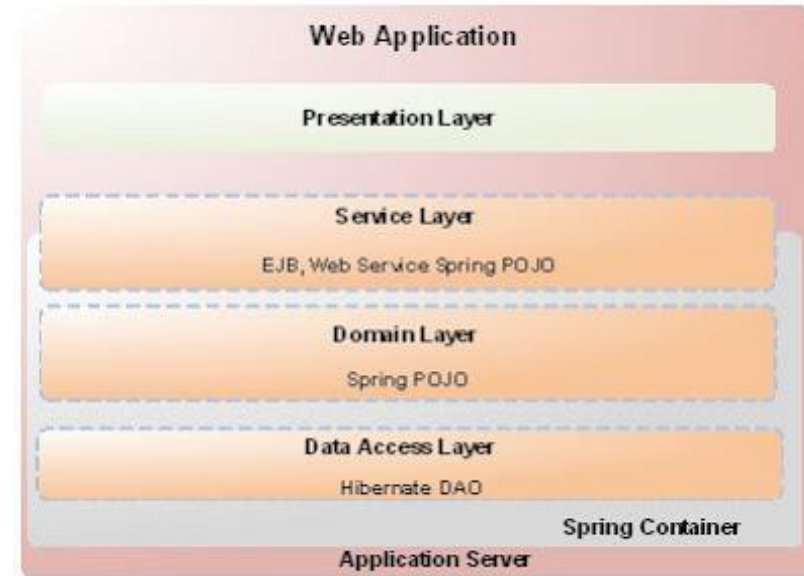 Web Application
Presentation Layer
Service Layer
EJB, Web Service Spring POJO
Domain Layer
Spring POJO
Data Access Layer
Hibernate DAO
Spring Container
Application Server